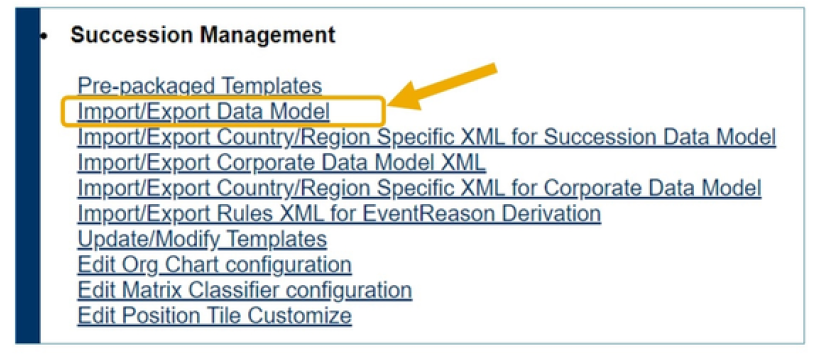 Succession Management
Pre-packaged Templates
Import/Export Data Model
Import/Export Country/Region Specific XML for Succession Data Model
Import/Export Corporate Data Model XML
Import/Export Country/Region Specific XML for Corporate Data Model
Import/Export Rules XML for EventReason Derivation
Update/Modify Templates
Edit Org Chart configuration
Edit Matrix Classifier configuration
Edit Position Tile Customize